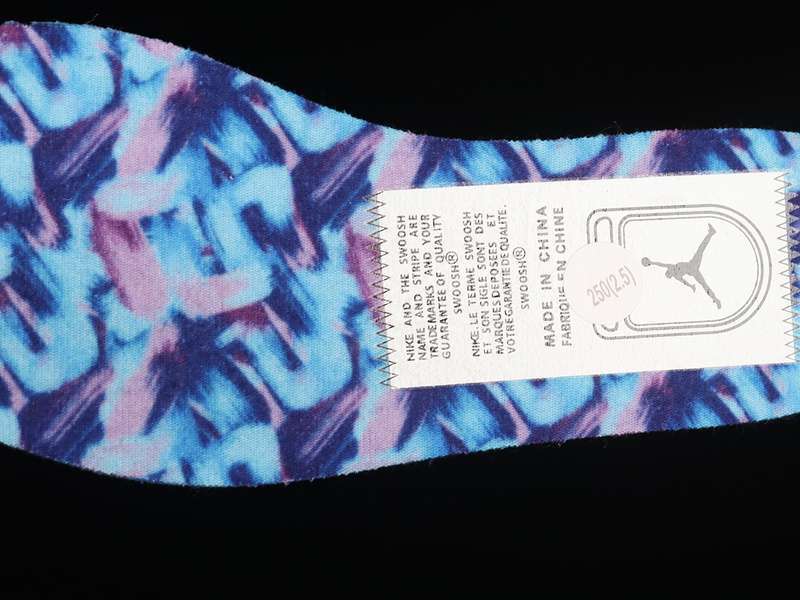 NIKE AND THE SWOOSH
NAME AND STRIPE ARE
TRADEMARKS AND YOUR
GUARANTEE OF QUALITY
SWOOSH®
NIKE, LE TERME SWOOSH
ET SON SIGLE SONT DES
MARQUES DEPOSEES ET
VOTRE GARANTIE DE QUALITE.
SWOOSH®
MADE IN CHINA
FABRIQUE EN CHINE
250(2.5)